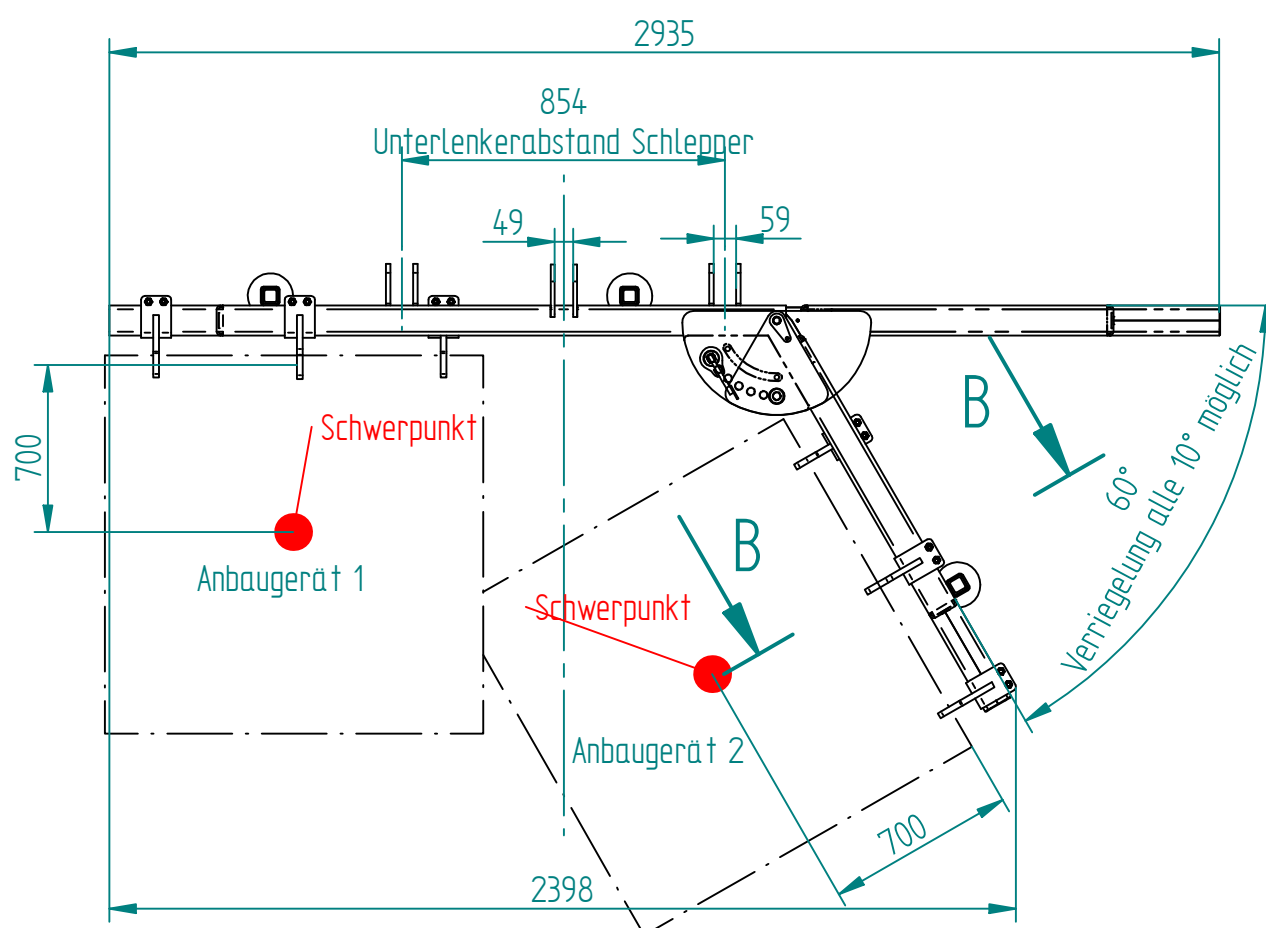 2935
854
Unterlenkerabstand Schlepper
49
59
700
Schwerpunkt
B
60°
Verriegelung alle 10° möglich
Anbaugerät 1
B
Schwerpunkt
Anbaugerät 2
700
2398